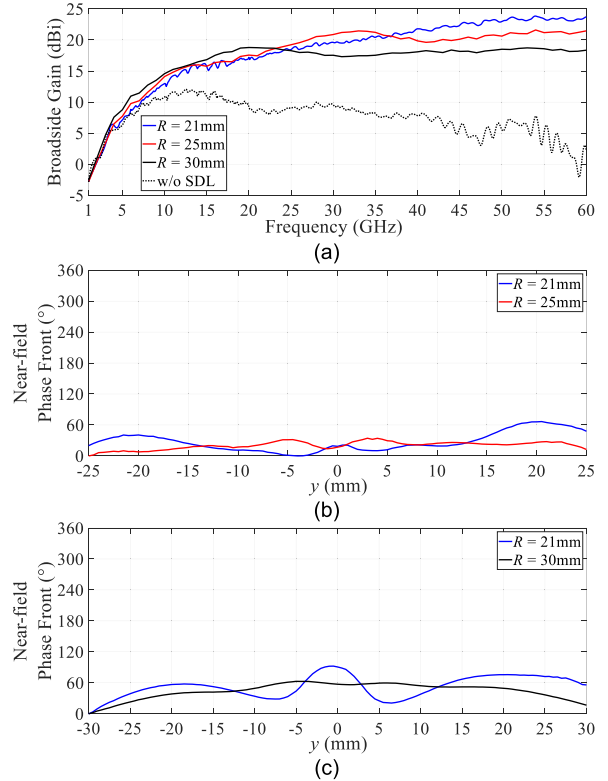 25
20
15
10
5
0
-5
Broadside Gain (dBi)
R = 21mm
R = 25mm
R = 30mm
w/o SDL
1 5 10 15 20 25 30 35 40 45 50 55 60
Frequency (GHz)
(a)
360
300
240
180
120
60
0
Near-field
Phase Front (°)
R = 21mm
R = 25mm
-25 -20 -15 -10 -5 0 5 10 15 20 25
y (mm)
(b)
360
300
240
180
120
60
0
Near-field
Phase Front (°)
R = 21mm
R = 30mm
-30 -25 -20 -15 -10 -5 0 5 10 15 20 25 30
y (mm)
(c)